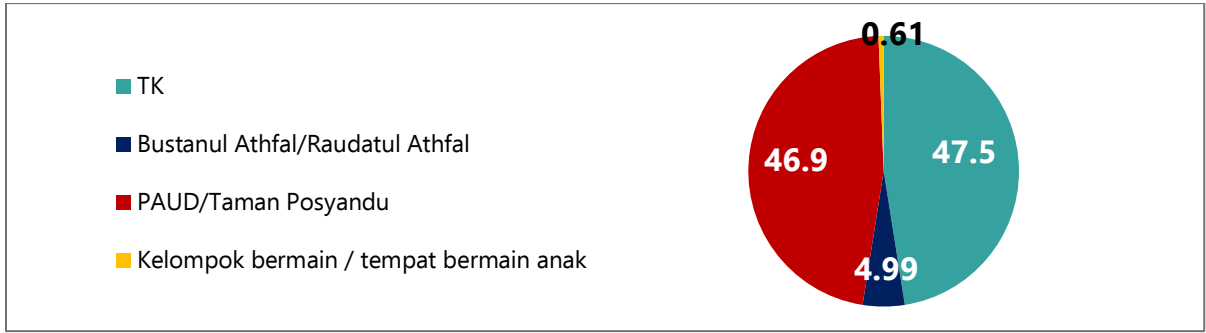 TK
Bustanul Athfal/Raudatul Athfal
PAUD/Taman Posyandu
Kelompok bermain / tempat bermain anak
0.61
46.9
47.5
4.99